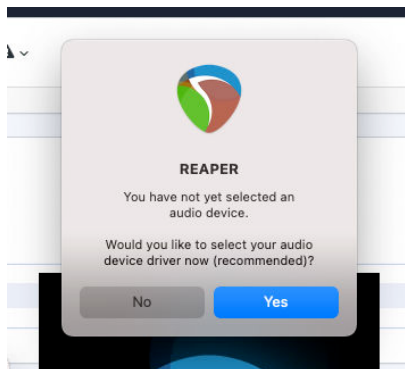 REAPER
You have not yet selected an
audio device.
Would you like to select your audio
device driver now (recommended)?
No
Yes